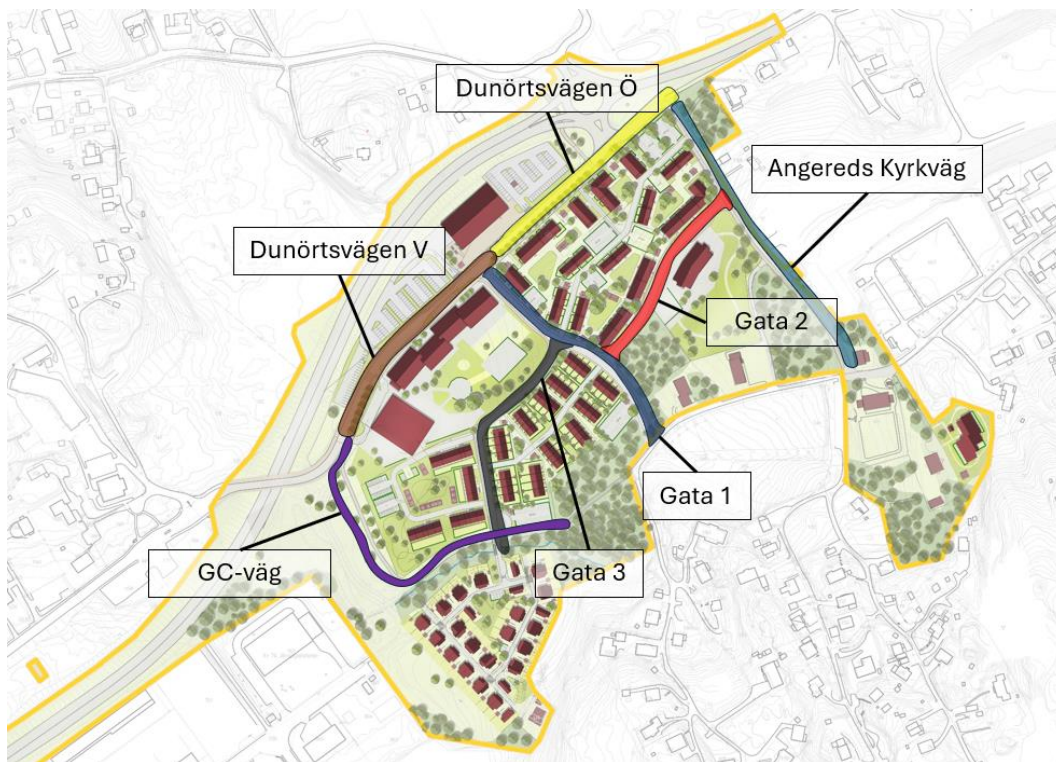 Dunörtsvägen Ö
Angereds Kyrkväg
Dunörtsvägen V
Gata 2
Gata 1
GC-väg
Gata 3